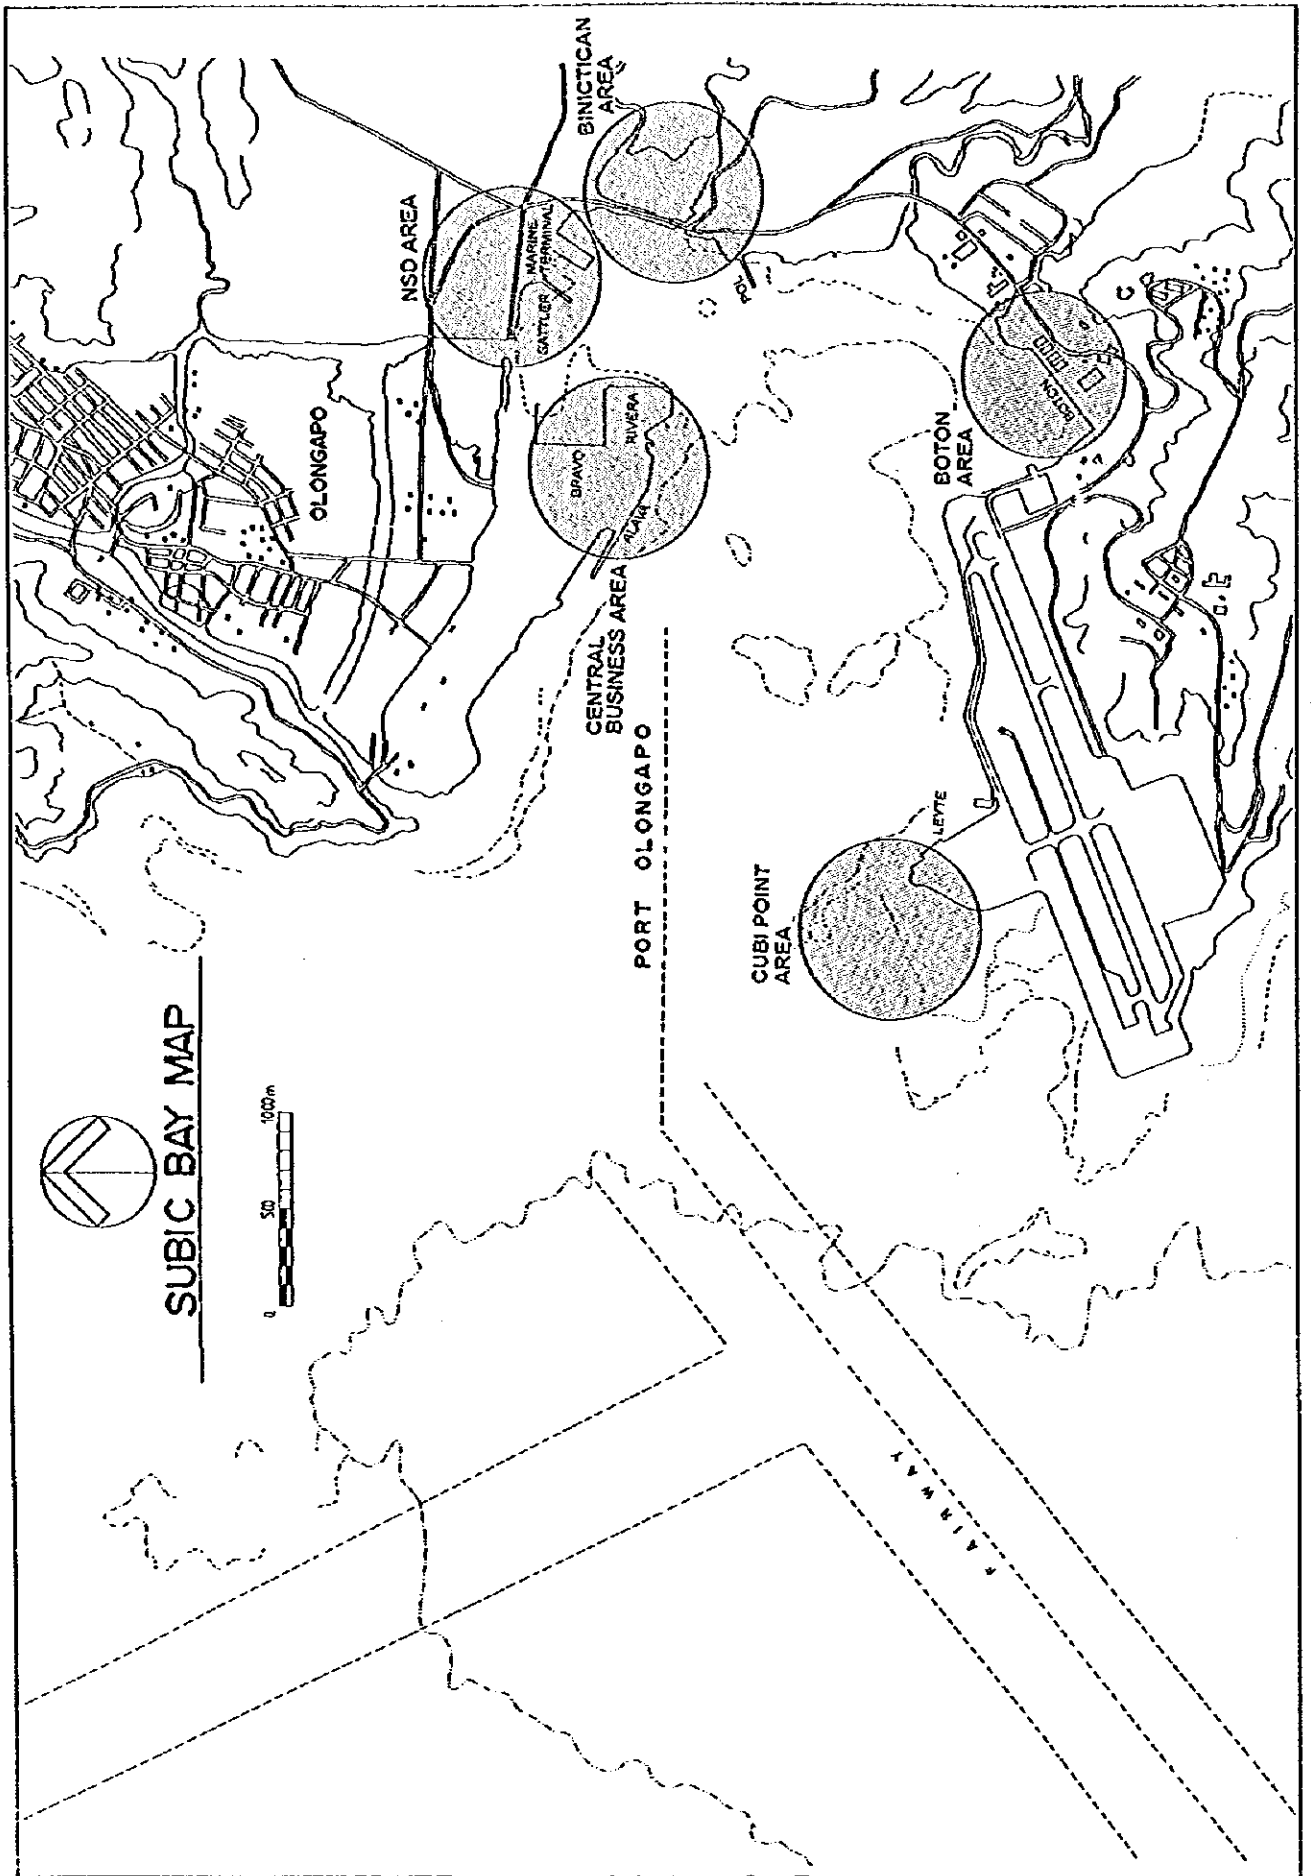 SUBIC BAY MAP
0 500 1000m
OLONGAPO
NSD AREA
SATTLER
MARINE
TERMINAL
BINICTICAN
AREA
POL
BRAVO
RIVERA
ALAVA
CENTRAL
BUSINESS AREA
PORT OLONGAPO
BOTON
AREA
BOTON
LEYTE
CUBI POINT
AREA
FAIRWAY